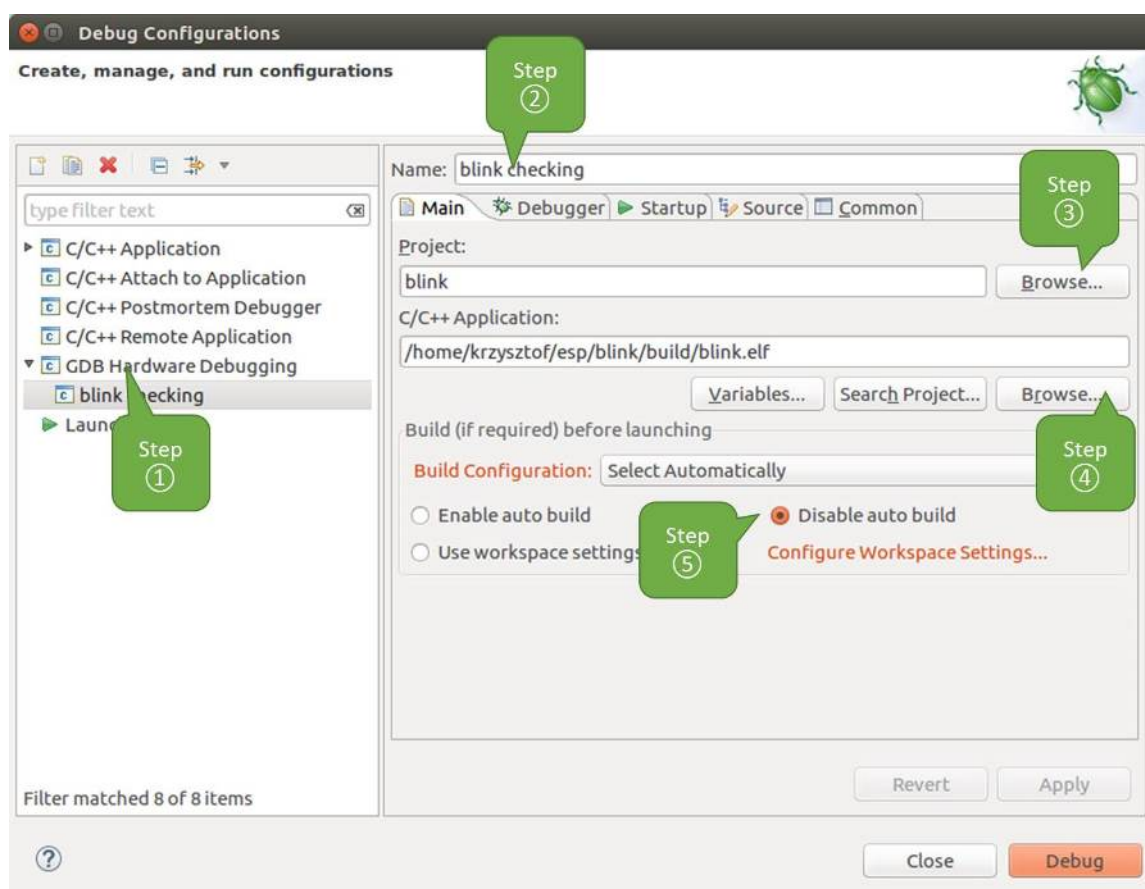 Debug Configurations
Create, manage, and run configurations
Step
②
type filter text
C/C++ Application
C/C++ Attach to Application
C/C++ Postmortem Debugger
C/C++ Remote Application
GDB Hardware Debugging
blink checking
Step
①
Filter matched 8 of 8 items
Name: blink checking
Step
③
Main Debugger Startup Source Common
Project:
blink Browse...
C/C++ Application:
/home/krzysztof/esp/blink/build/blink.elf
Variables... Search Project... Browse...
Step
④
Build (if required) before launching
Build Configuration: Select Automatically
Enable auto build Disable auto build
Step
⑤
Use workspace settings Configure Workspace Settings...
Revert Apply
Close Debug